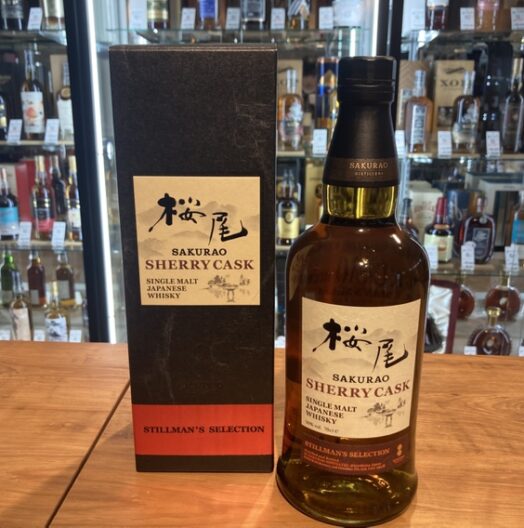 桜尾
SAKURAO
SHERRY CASK
SINGLE MALT
JAPANESE
WHISKY
STILLMAN'S SELECTION
SAKURAO
DISTILLERY
桜尾
SAKURAO
SHERRY CASK
SINGLE MALT
JAPANESE
WHISKY
STILLMAN'S SELECTION
XO